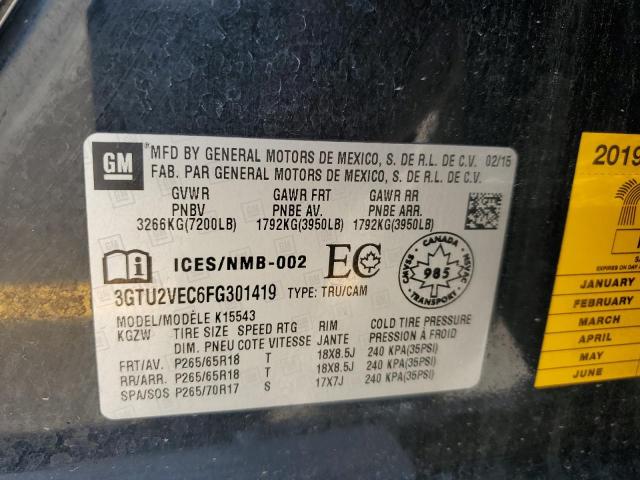 GM
MFD BY GENERAL MOTORS DE MEXICO, S. DE R.L. DE C.V. 02/15
FAB. PAR GENERAL MOTORS DE MEXICO, S. DE R.L. DE C.V.
GVWR GAWR FRT GAWR RR
PNBV PNBE AV. PNBE ARR.
3266KG(7200LB) 1792KG(3950LB) 1792KG(3950LB)
ICES/NMB-002 EC
CANADA
CMVSS 985 NSVAC
TRANSPORT
3GTU2VEC6FG301419 TYPE: TRU/CAM
MODEL/MODÈLE K15543
KGZW TIRE SIZE SPEED RTG RIM COLD TIRE PRESSURE
DIM. PNEU COTE VITESSE JANTE PRESSION À FROID
FRT/AV. P265/65R18 T 18X8.5J 240 KPA(35PSI)
RR/ARR. P265/65R18 T 18X8.5J 240 KPA(35PSI)
SPA/SOS P265/70R17 S 17X7J 240 KPA(35PSI)
2019
JANUARY
FEBRUARY
MARCH
APRIL
MAY
JUNE